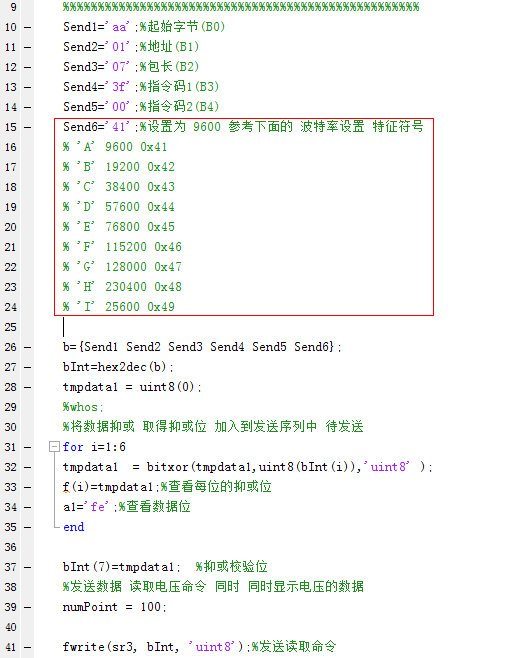 9 %%%%%%%%%%%%%%%%%%%%%%%%%%%%%%%%%%%%%%%%%%%%%%%%%%%
10 — Send1='aa';%起始字节(B0)
11 — Send2='01';%地址(B1)
12 — Send3='07';%包长(B2)
13 — Send4='3f';%指令码1(B3)
14 — Send5='00';%指令码2(B4)
15 — Send6='41';%设置为 9600 参考下面的 波特率设置 特征符号
16 % 'A' 9600 0x41
17 % 'B' 19200 0x42
18 % 'C' 38400 0x43
19 % 'D' 57600 0x44
20 % 'E' 76800 0x45
21 % 'F' 115200 0x46
22 % 'G' 128000 0x47
23 % 'H' 230400 0x48
24 % 'I' 25600 0x49
25
26 — b={Send1 Send2 Send3 Send4 Send5 Send6};
27 — bInt=hex2dec(b);
28 — tmpdata1 = uint8(0);
29 %whos;
30 %将数据抑或 取得抑或位 加入到发送序列中 待发送
31 — for i=1:6
32 — tmpdata1 = bitxor(tmpdata1,uint8(bInt(i)),'uint8' );
33 — f(i)=tmpdata1;%查看每位的抑或位
34 — a1='fe';%查看数据位
35 — end
36
37 — bInt(7)=tmpdata1; %抑或校验位
38 %发送数据 读取电压命令 同时 同时显示电压的数据
39 — numPoint = 100;
40
41 — fwrite(sr3, bInt, 'uint8');%发送读取命令